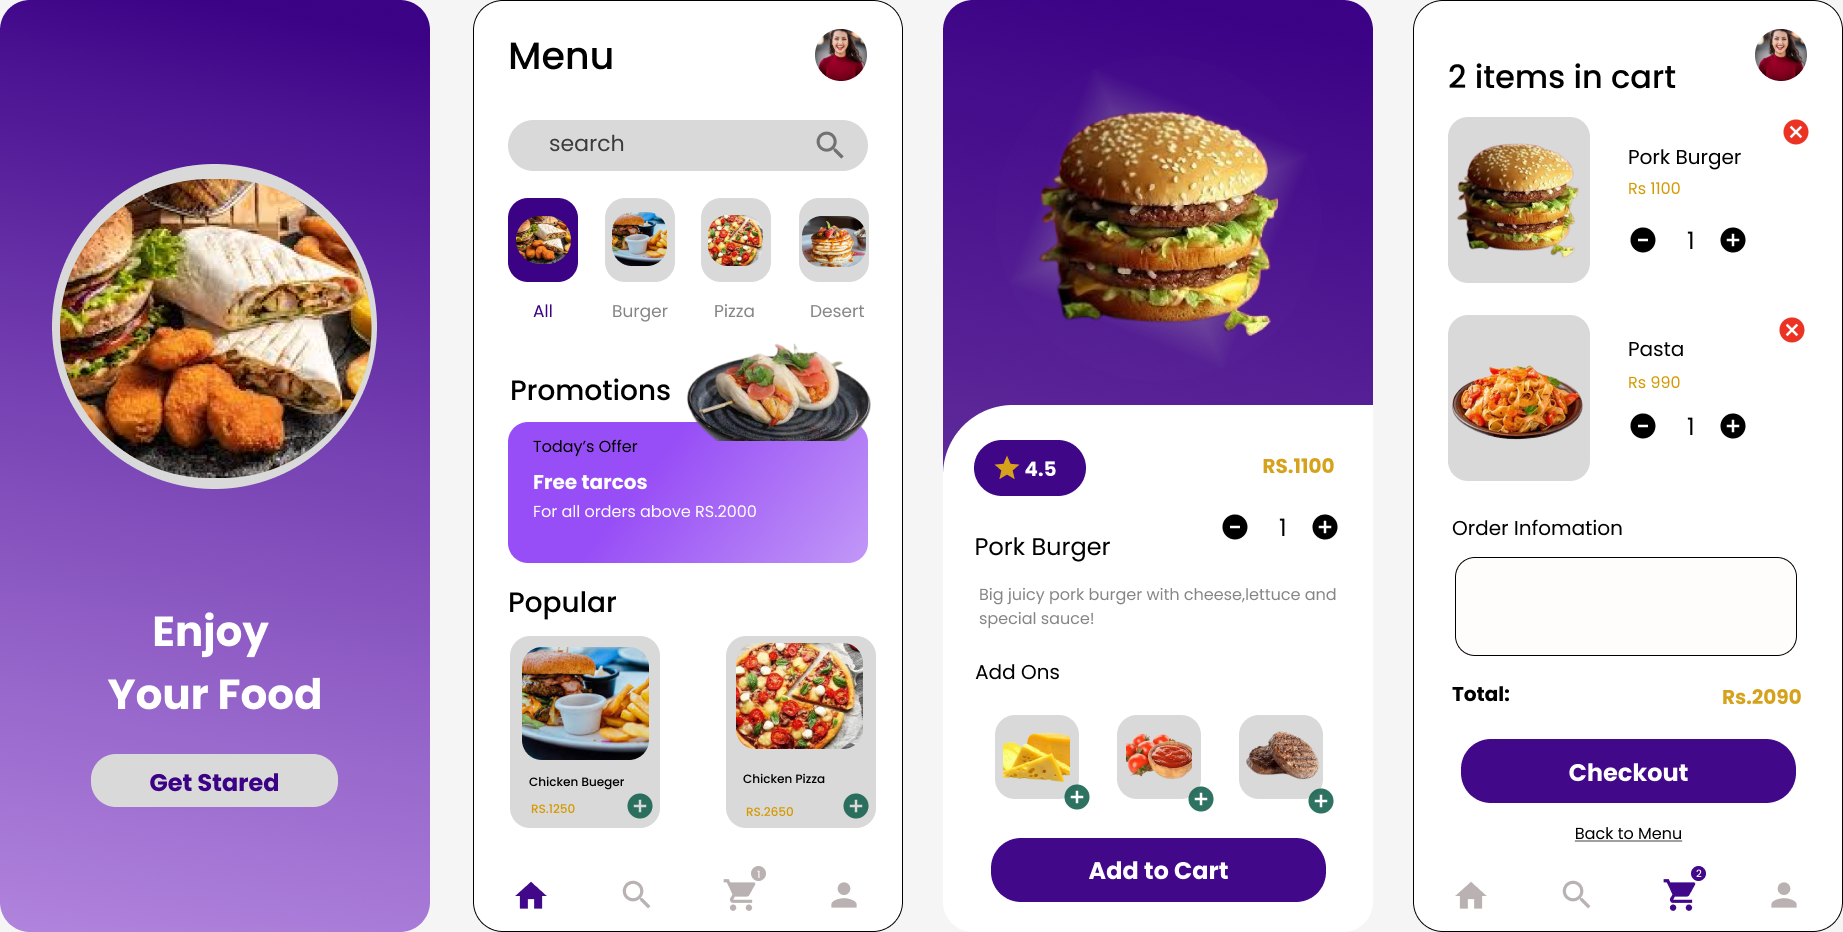 Enjoy
Your Food
Get Stared
Menu
search
All
Burger
Pizza
Desert
Promotions
Today's Offer
Free tarcos
For all orders above RS.2000
Popular
Chicken Bueger
RS.1250
Chicken Pizza
RS.2650
1
4.5
RS.1100
1
Pork Burger
Big juicy pork burger with cheese,lettuce and
special sauce!
Add Ons
Add to Cart
2 items in cart
Pork Burger
Rs 1100
1
Pasta
Rs 990
1
Order Infomation
Total:
Rs.2090
Checkout
Back to Menu
2